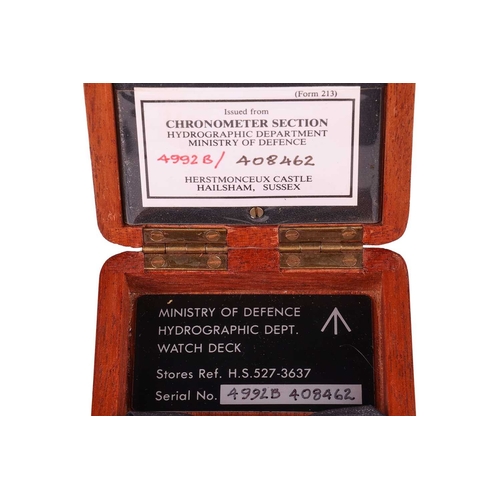 (Form 213)
Issued from
CHRONOMETER SECTION
HYDROGRAPHIC DEPARTMENT
MINISTRY OF DEFENCE
4992B/ 408462
HERSTMONCEUX CASTLE
HAILSHAM, SUSSEX
MINISTRY OF DEFENCE
HYDROGRAPHIC DEPT.
WATCH DECK
Stores Ref. H.S.527-3637
Serial No. 4992B 408462